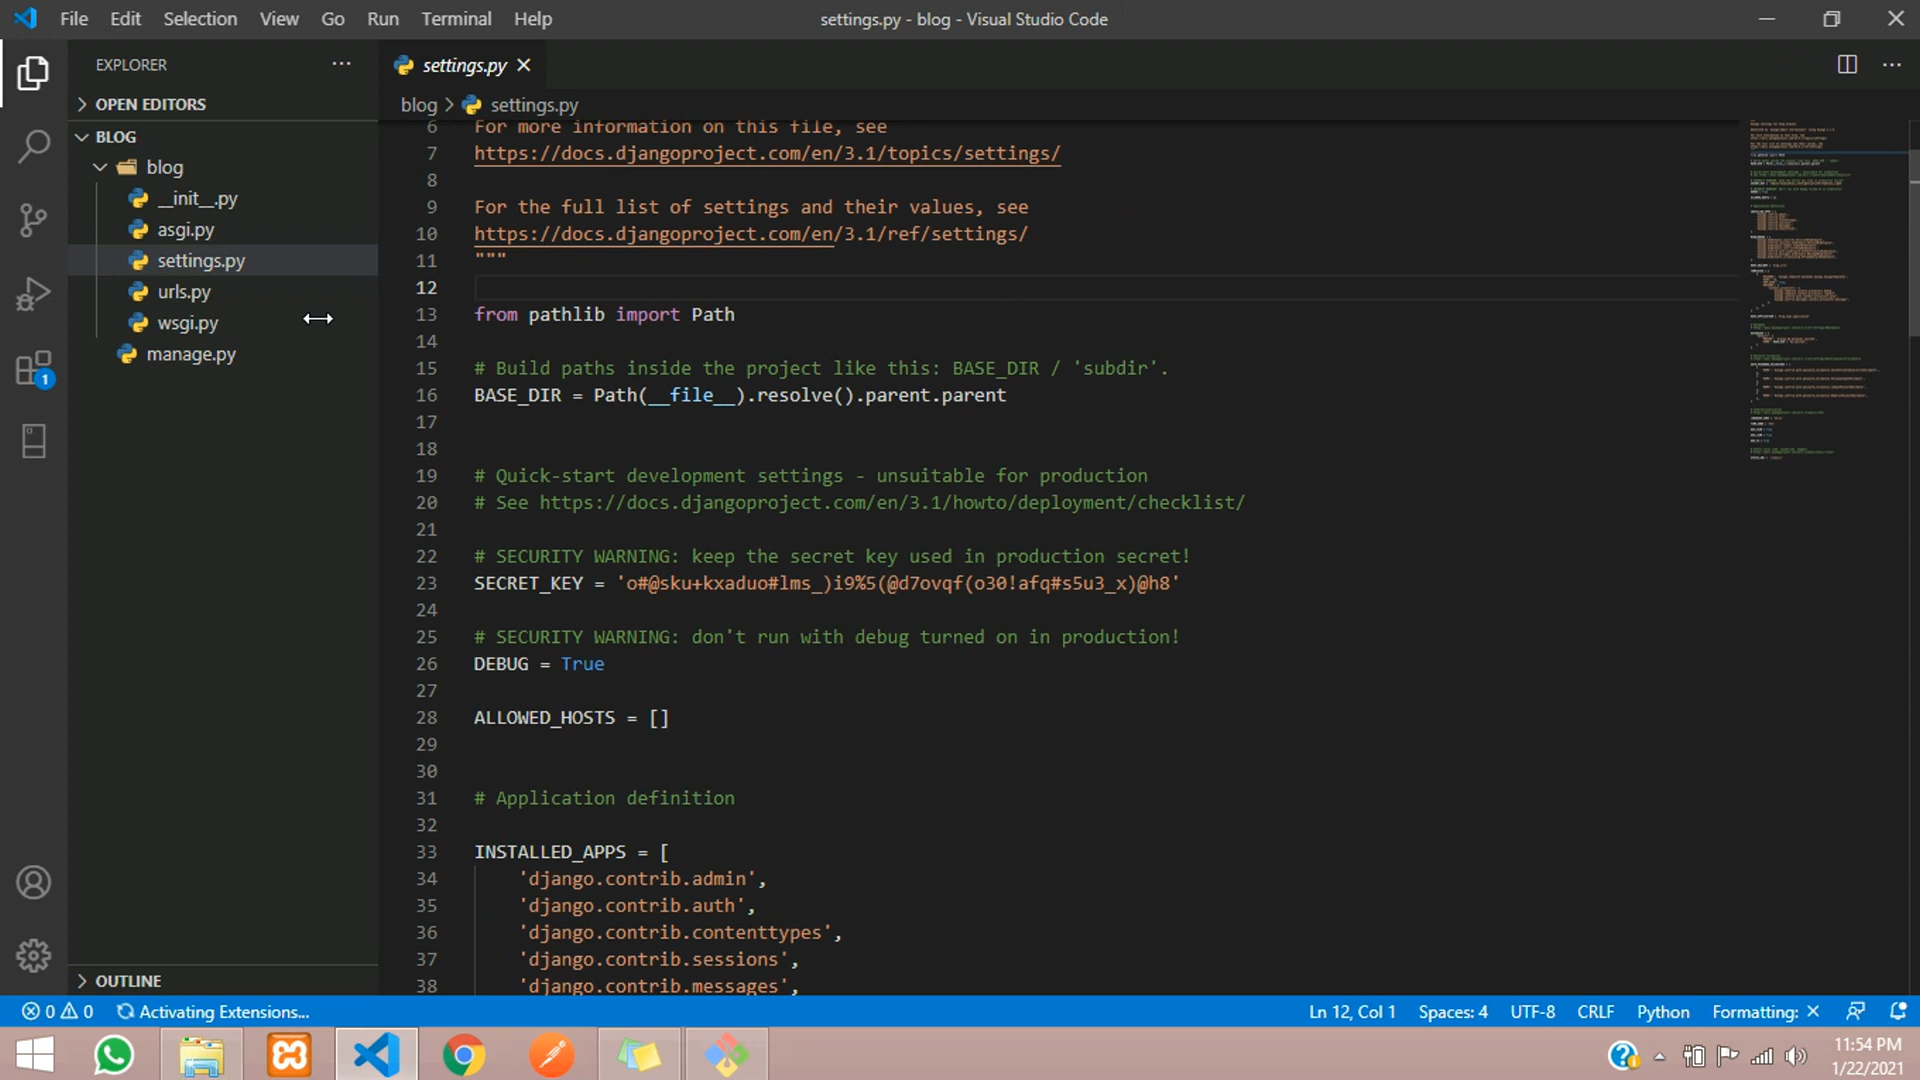 File Edit Selection View Go Run Terminal Help
settings.py - blog - Visual Studio Code
EXPLORER
OPEN EDITORS
BLOG
blog
__init__.py
asgi.py
settings.py
urls.py
wsgi.py
manage.py
OUTLINE
1
settings.py
blog > settings.py
6 For more information on this file, see
7 https://docs.djangoproject.com/en/3.1/topics/settings/
8
9 For the full list of settings and their values, see
10 https://docs.djangoproject.com/en/3.1/ref/settings/
11 """
12
13 from pathlib import Path
14
15 # Build paths inside the project like this: BASE_DIR / 'subdir'.
16 BASE_DIR = Path(__file__).resolve().parent.parent
17
18
19 # Quick-start development settings - unsuitable for production
20 # See https://docs.djangoproject.com/en/3.1/howto/deployment/checklist/
21
22 # SECURITY WARNING: keep the secret key used in production secret!
23 SECRET_KEY = 'o#@sku+kxaduo#lms_)i9%5(@d7ovqf(o30!afq#s5u3_x)@h8'
24
25 # SECURITY WARNING: don't run with debug turned on in production!
26 DEBUG = True
27
28 ALLOWED_HOSTS = []
29
30
31 # Application definition
32
33 INSTALLED_APPS = [
34 'django.contrib.admin',
35 'django.contrib.auth',
36 'django.contrib.contenttypes',
37 'django.contrib.sessions',
38 'django.contrib.messages',
0 0 Activating Extensions...
Ln 12, Col 1 Spaces: 4 UTF-8 CRLF Python Formatting: ×
11:54 PM
1/22/2021